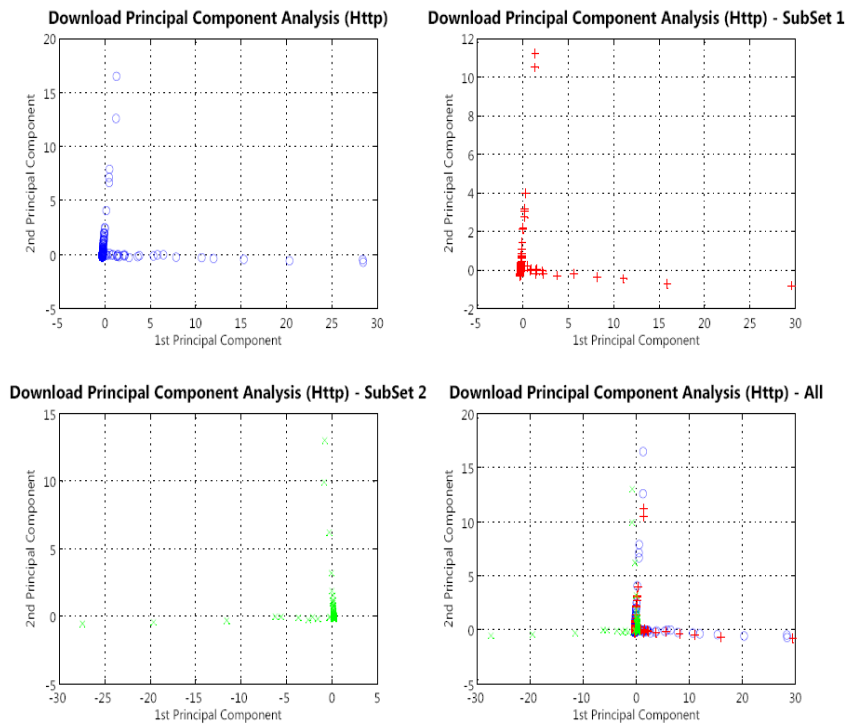 Download Principal Component Analysis (Http)
20
15
10
5
0
-5
2nd Principal Component
-5 0 5 10 15 20 25 30
1st Principal Component
Download Principal Component Analysis (Http) - SubSet 1
12
10
8
6
4
2
0
-2
2nd Principal Component
-5 0 5 10 15 20 25 30
1st Principal Component
Download Principal Component Analysis (Http) - SubSet 2
15
10
5
0
-5
2nd Principal Component
-30 -25 -20 -15 -10 -5 0 5
1st Principal Component
Download Principal Component Analysis (Http) - All
20
15
10
5
0
-5
2nd Principal Component
-30 -20 -10 0 10 20 30
1st Principal Component